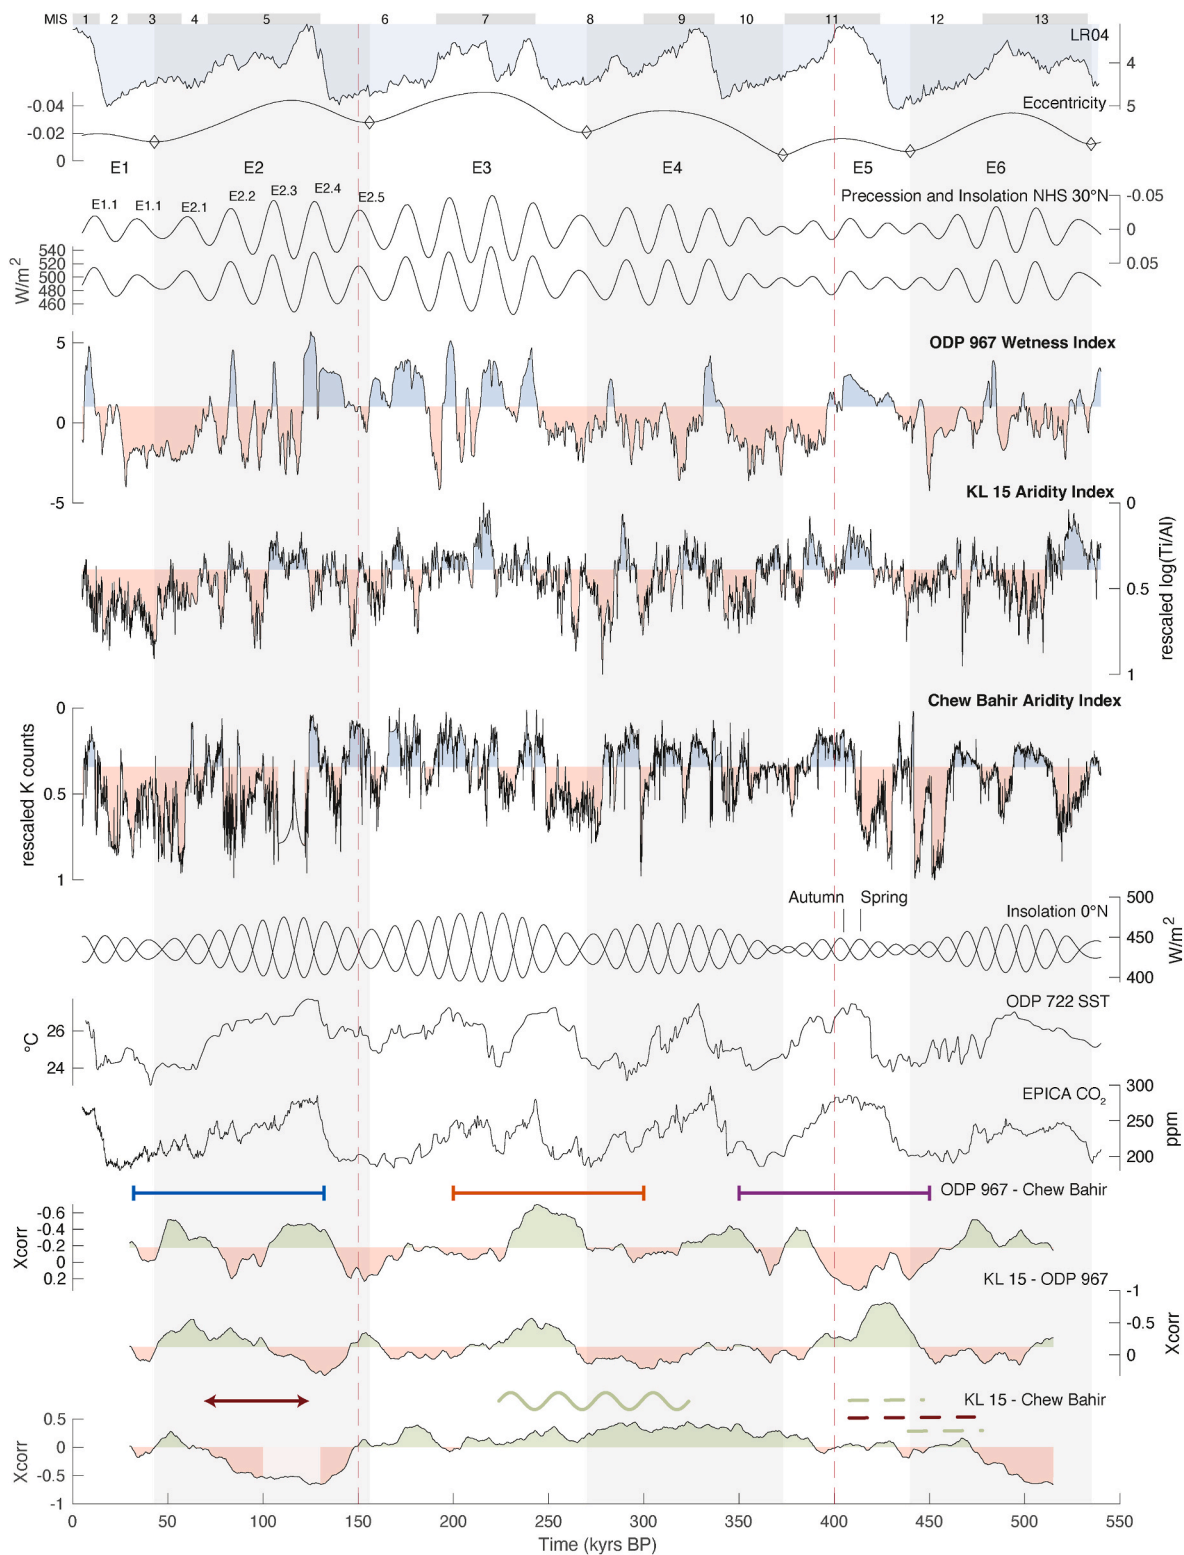 MIS 1 2 3 4 5 6 7 8 9 10 11 12 13
LR04
4
5
Eccentricity
-0.04
-0.02
0
E1 E2 E3 E4 E5 E6
E1.1 E1.1 E2.1 E2.2 E2.3 E2.4 E2.5
Precession and Insolation NHS 30°N
-0.05
0
0.05
540
520
500
480
460
W/m2
ODP 967 Wetness Index
5
0
-5
KL 15 Aridity Index
0
0.5
1
rescaled log(Ti/Al)
Chew Bahir Aridity Index
0
0.5
1
rescaled K counts
Autumn Spring
Insolation 0°N
500
450
400
W/m2
ODP 722 SST
26
24
°C
EPICA CO2
300
250
200
ppm
ODP 967 - Chew Bahir
-0.6
-0.4
-0.2
0
0.2
Xcorr
KL 15 - ODP 967
-1
-0.5
0
Xcorr
KL 15 - Chew Bahir
0.5
0
-0.5
-1
Xcorr
0 50 100 150 200 250 300 350 400 450 500 550
Time (kyrs BP)